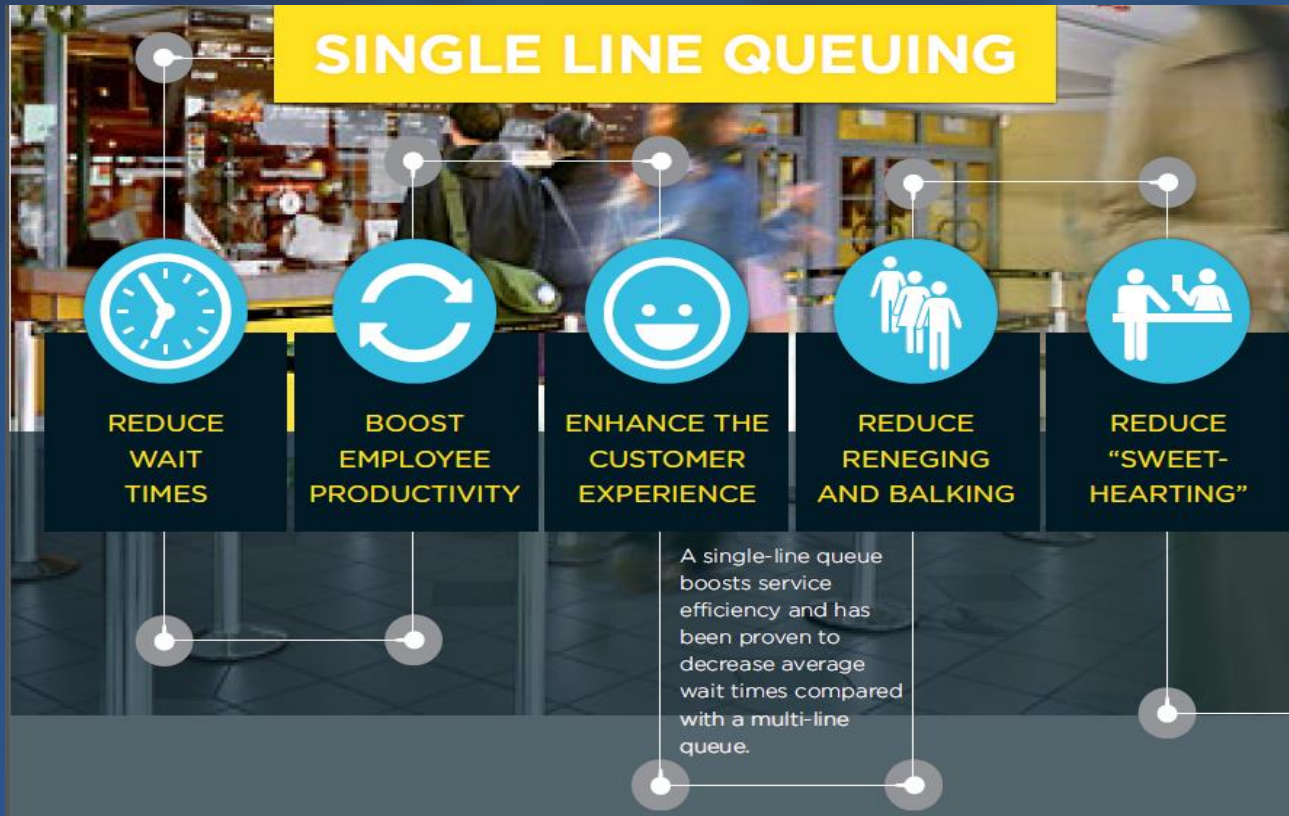 SINGLE LINE QUEUING
REDUCE
WAIT
TIMES
BOOST
EMPLOYEE
PRODUCTIVITY
ENHANCE THE
CUSTOMER
EXPERIENCE
REDUCE
RENEGING
AND BALKING
REDUCE
“SWEET-
HEARTING”
A single-line queue
boosts service
efficiency and has
been proven to
decrease average
wait times compared
with a multi-line
queue.